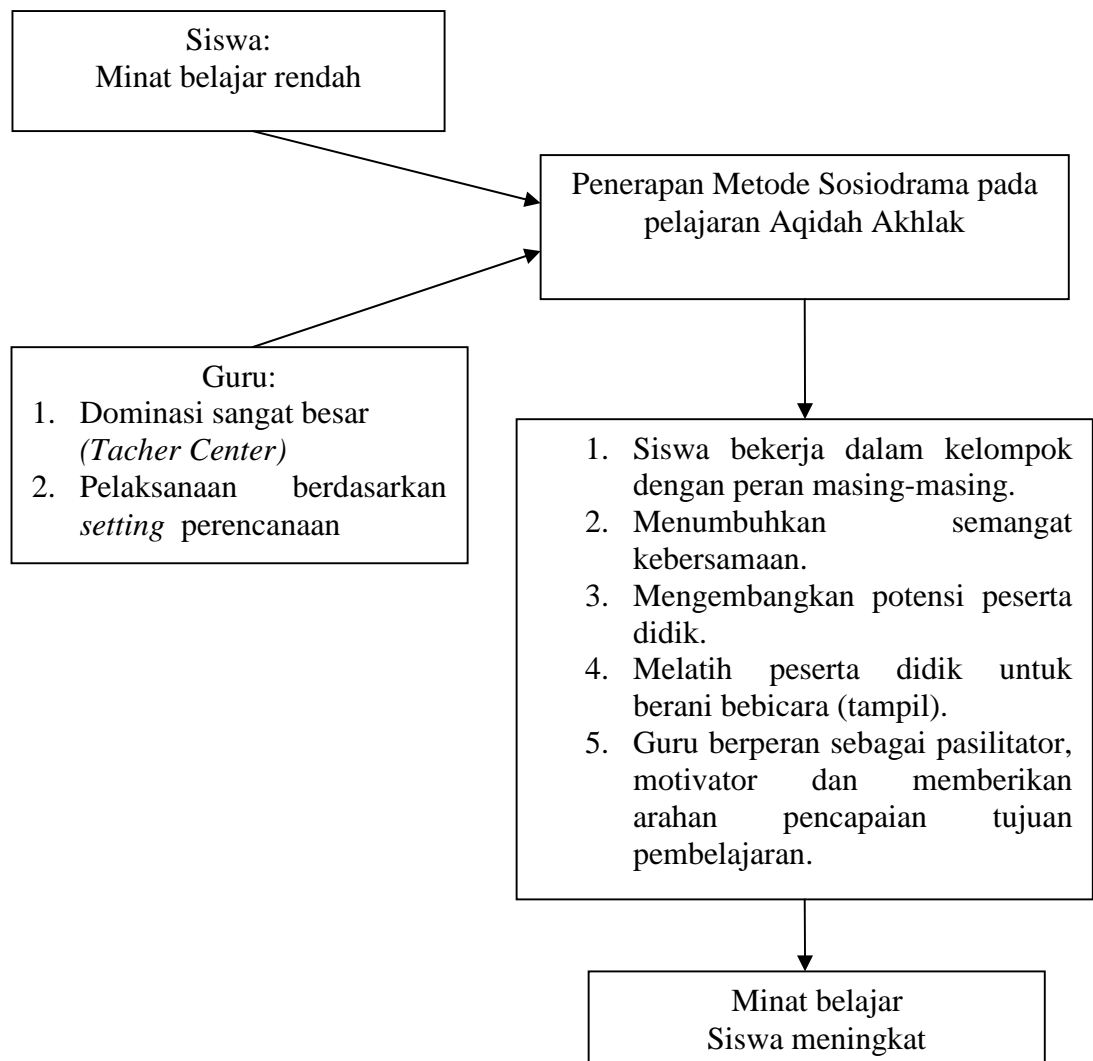 Siswa:
Minat belajar rendah
Penerapan Metode Sosiodrama pada
pelajaran Aqidah Akhlak
Guru:
1. Dominasi sangat besar
(Tacher Center)
2. Pelaksanaan berdasarkan
setting perencanaan
1. Siswa bekerja dalam kelompok
dengan peran masing-masing.
2. Menumbuhkan semangat
kebersamaan.
3. Mengembangkan potensi peserta
didik.
4. Melatih peserta didik untuk
berani bebicara (tampil).
5. Guru berperan sebagai pasilitator,
motivator dan memberikan
arahan pencapaian tujuan
pembelajaran.
Minat belajar
Siswa meningkat